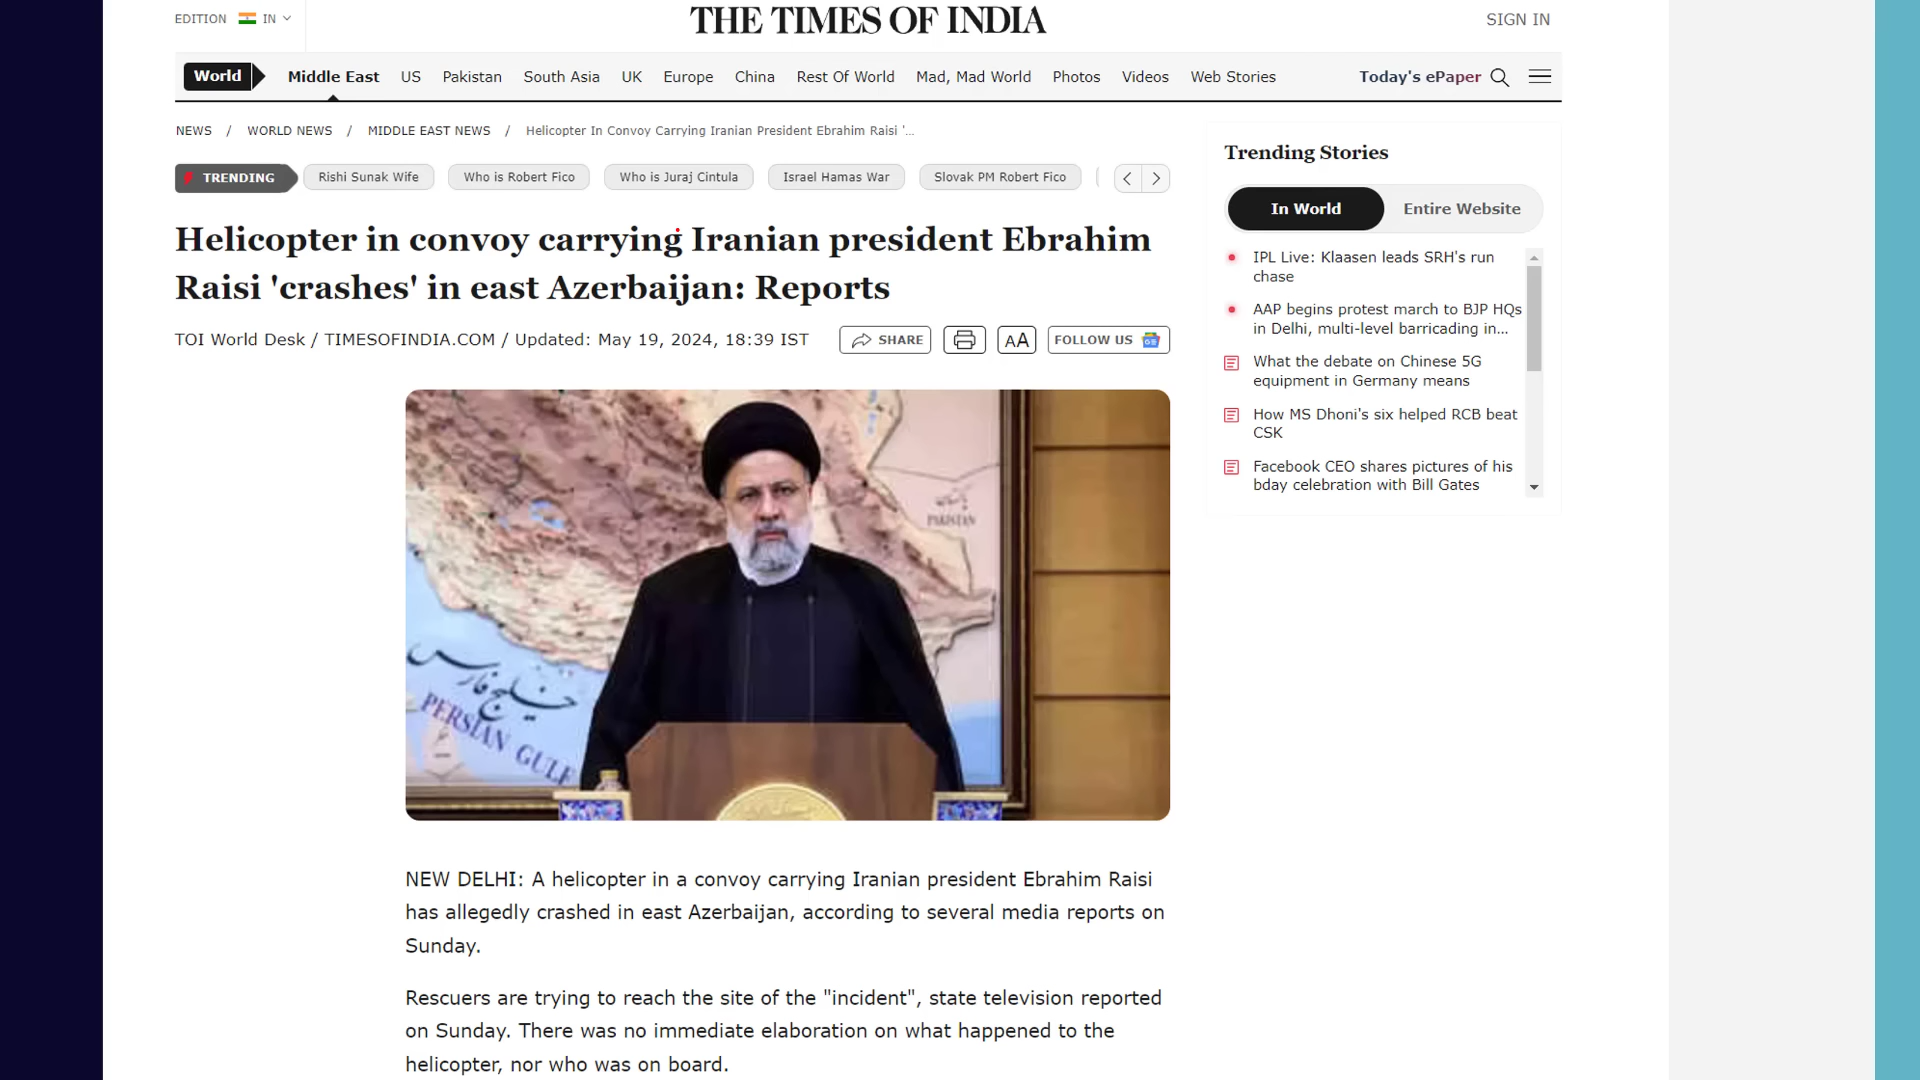 EDITION IN
THE TIMES OF INDIA
SIGN IN
World
Middle East US Pakistan South Asia UK Europe China Rest Of World Mad, Mad World Photos Videos Web Stories
Today's ePaper
NEWS / WORLD NEWS / MIDDLE EAST NEWS / Helicopter In Convoy Carrying Iranian President Ebrahim Raisi '...
TRENDING
Rishi Sunak Wife
Who is Robert Fico
Who is Juraj Cintula
Israel Hamas War
Slovak PM Robert Fico
Helicopter in convoy carrying Iranian president Ebrahim
Raisi 'crashes' in east Azerbaijan: Reports
TOI World Desk / TIMESOFINDIA.COM / Updated: May 19, 2024, 18:39 IST
SHARE
AA
FOLLOW US
PAKISTAN
خلیج فارس
PERSIAN GULF
NEW DELHI: A helicopter in a convoy carrying Iranian president Ebrahim Raisi
has allegedly crashed in east Azerbaijan, according to several media reports on
Sunday.
Rescuers are trying to reach the site of the "incident", state television reported
on Sunday. There was no immediate elaboration on what happened to the
helicopter, nor who was on board.
Trending Stories
In World
Entire Website
IPL Live: Klaasen leads SRH's run
chase
AAP begins protest march to BJP HQs
in Delhi, multi-level barricading in...
What the debate on Chinese 5G
equipment in Germany means
How MS Dhoni's six helped RCB beat
CSK
Facebook CEO shares pictures of his
bday celebration with Bill Gates